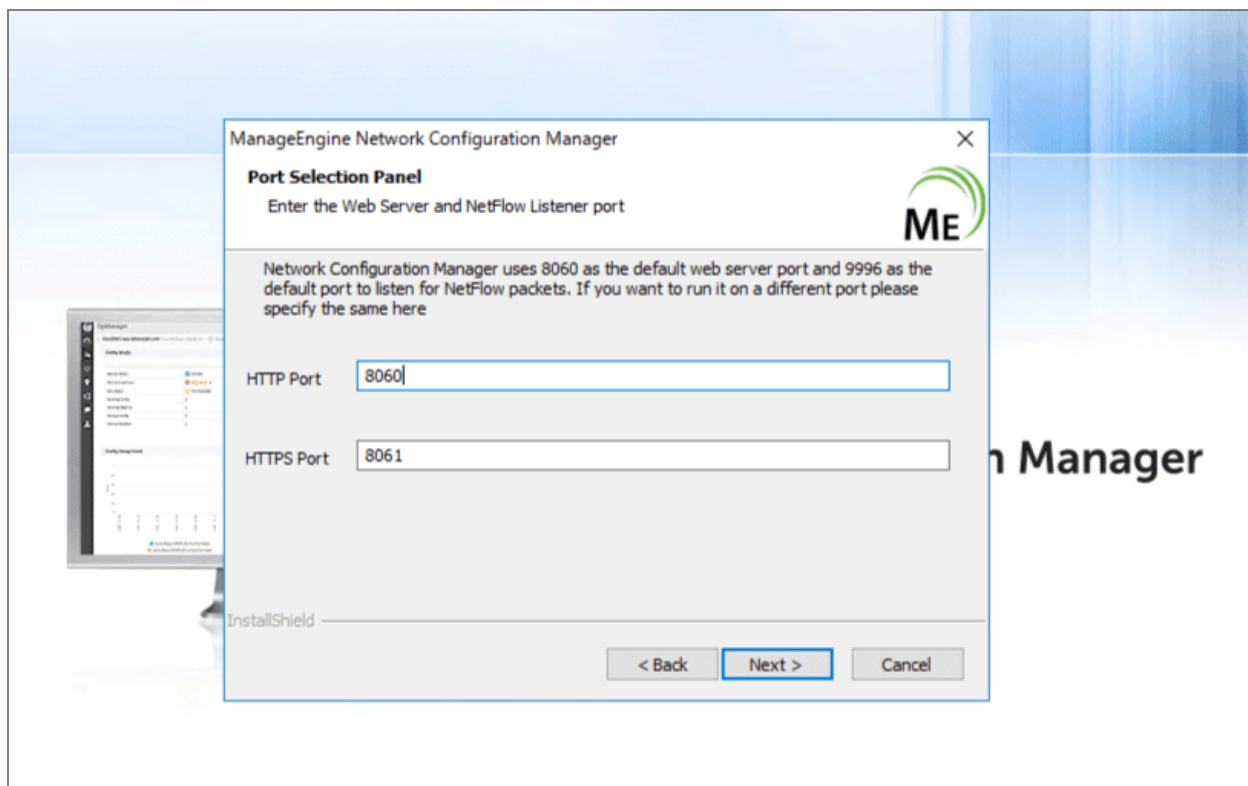 ManageEngine Network Configuration Manager
Port Selection Panel
Enter the Web Server and NetFlow Listener port
ME
Network Configuration Manager uses 8060 as the default web server port and 9996 as the
default port to listen for NetFlow packets. If you want to run it on a different port please
specify the same here
OpManager
HTTP Port 8060
HTTPS Port 8061
n Manager
InstallShield
< Back Next > Cancel